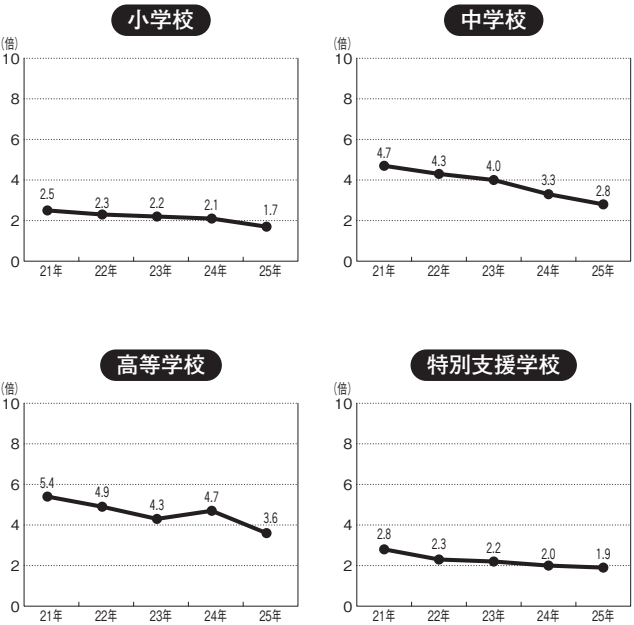 小学校
(倍)
10
8
6
4
2
0
2.5
2.3
2.2
2.1
1.7
21年
22年
23年
24年
25年
中学校
(倍)
10
8
6
4
2
0
4.7
4.3
4.0
3.3
2.8
21年
22年
23年
24年
25年
高等学校
(倍)
10
8
6
4
2
0
5.4
4.9
4.3
4.7
3.6
21年
22年
23年
24年
25年
特別支援学校
(倍)
10
8
6
4
2
0
2.8
2.3
2.2
2.0
1.9
21年
22年
23年
24年
25年